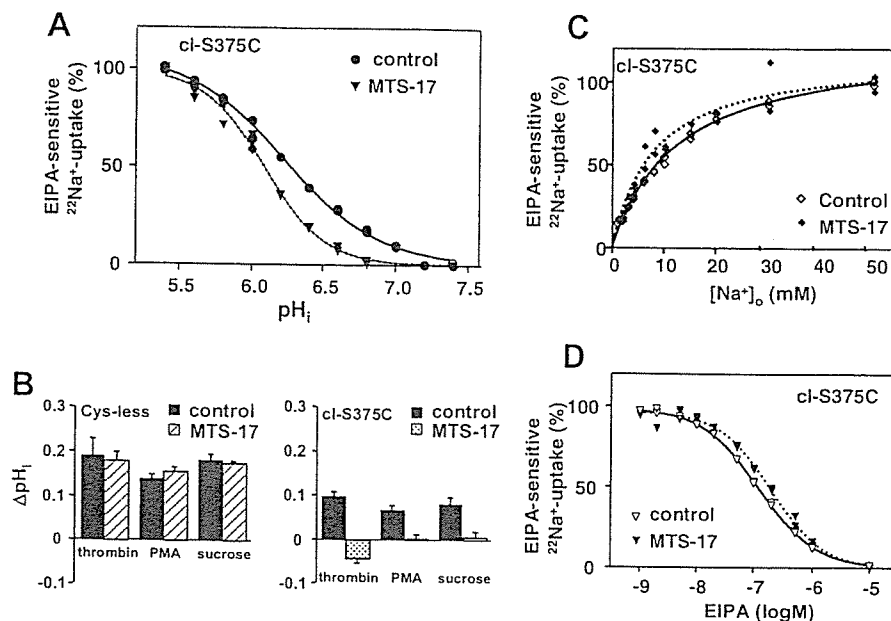 A
cl-S375C
control
MTS-17
EIPA-sensitive
²²Na⁺-uptake (%)
100
50
0
5.5
6.0
6.5
7.0
7.5
pHᵢ
B
Cys-less
control
MTS-17
ΔpHᵢ
0.3
0.2
0.1
0
-0.1
thrombin
PMA
sucrose
cl-S375C
control
MTS-17
0.3
0.2
0.1
0
-0.1
thrombin
PMA
sucrose
C
cl-S375C
EIPA-sensitive
²²Na⁺-uptake (%)
100
50
0
Control
MTS-17
0
10
20
30
40
50
[Na⁺]ₒ (mM)
D
cl-S375C
EIPA-sensitive
²²Na⁺-uptake (%)
100
50
0
control
MTS-17
-9
-8
-7
-6
-5
EIPA (logM)